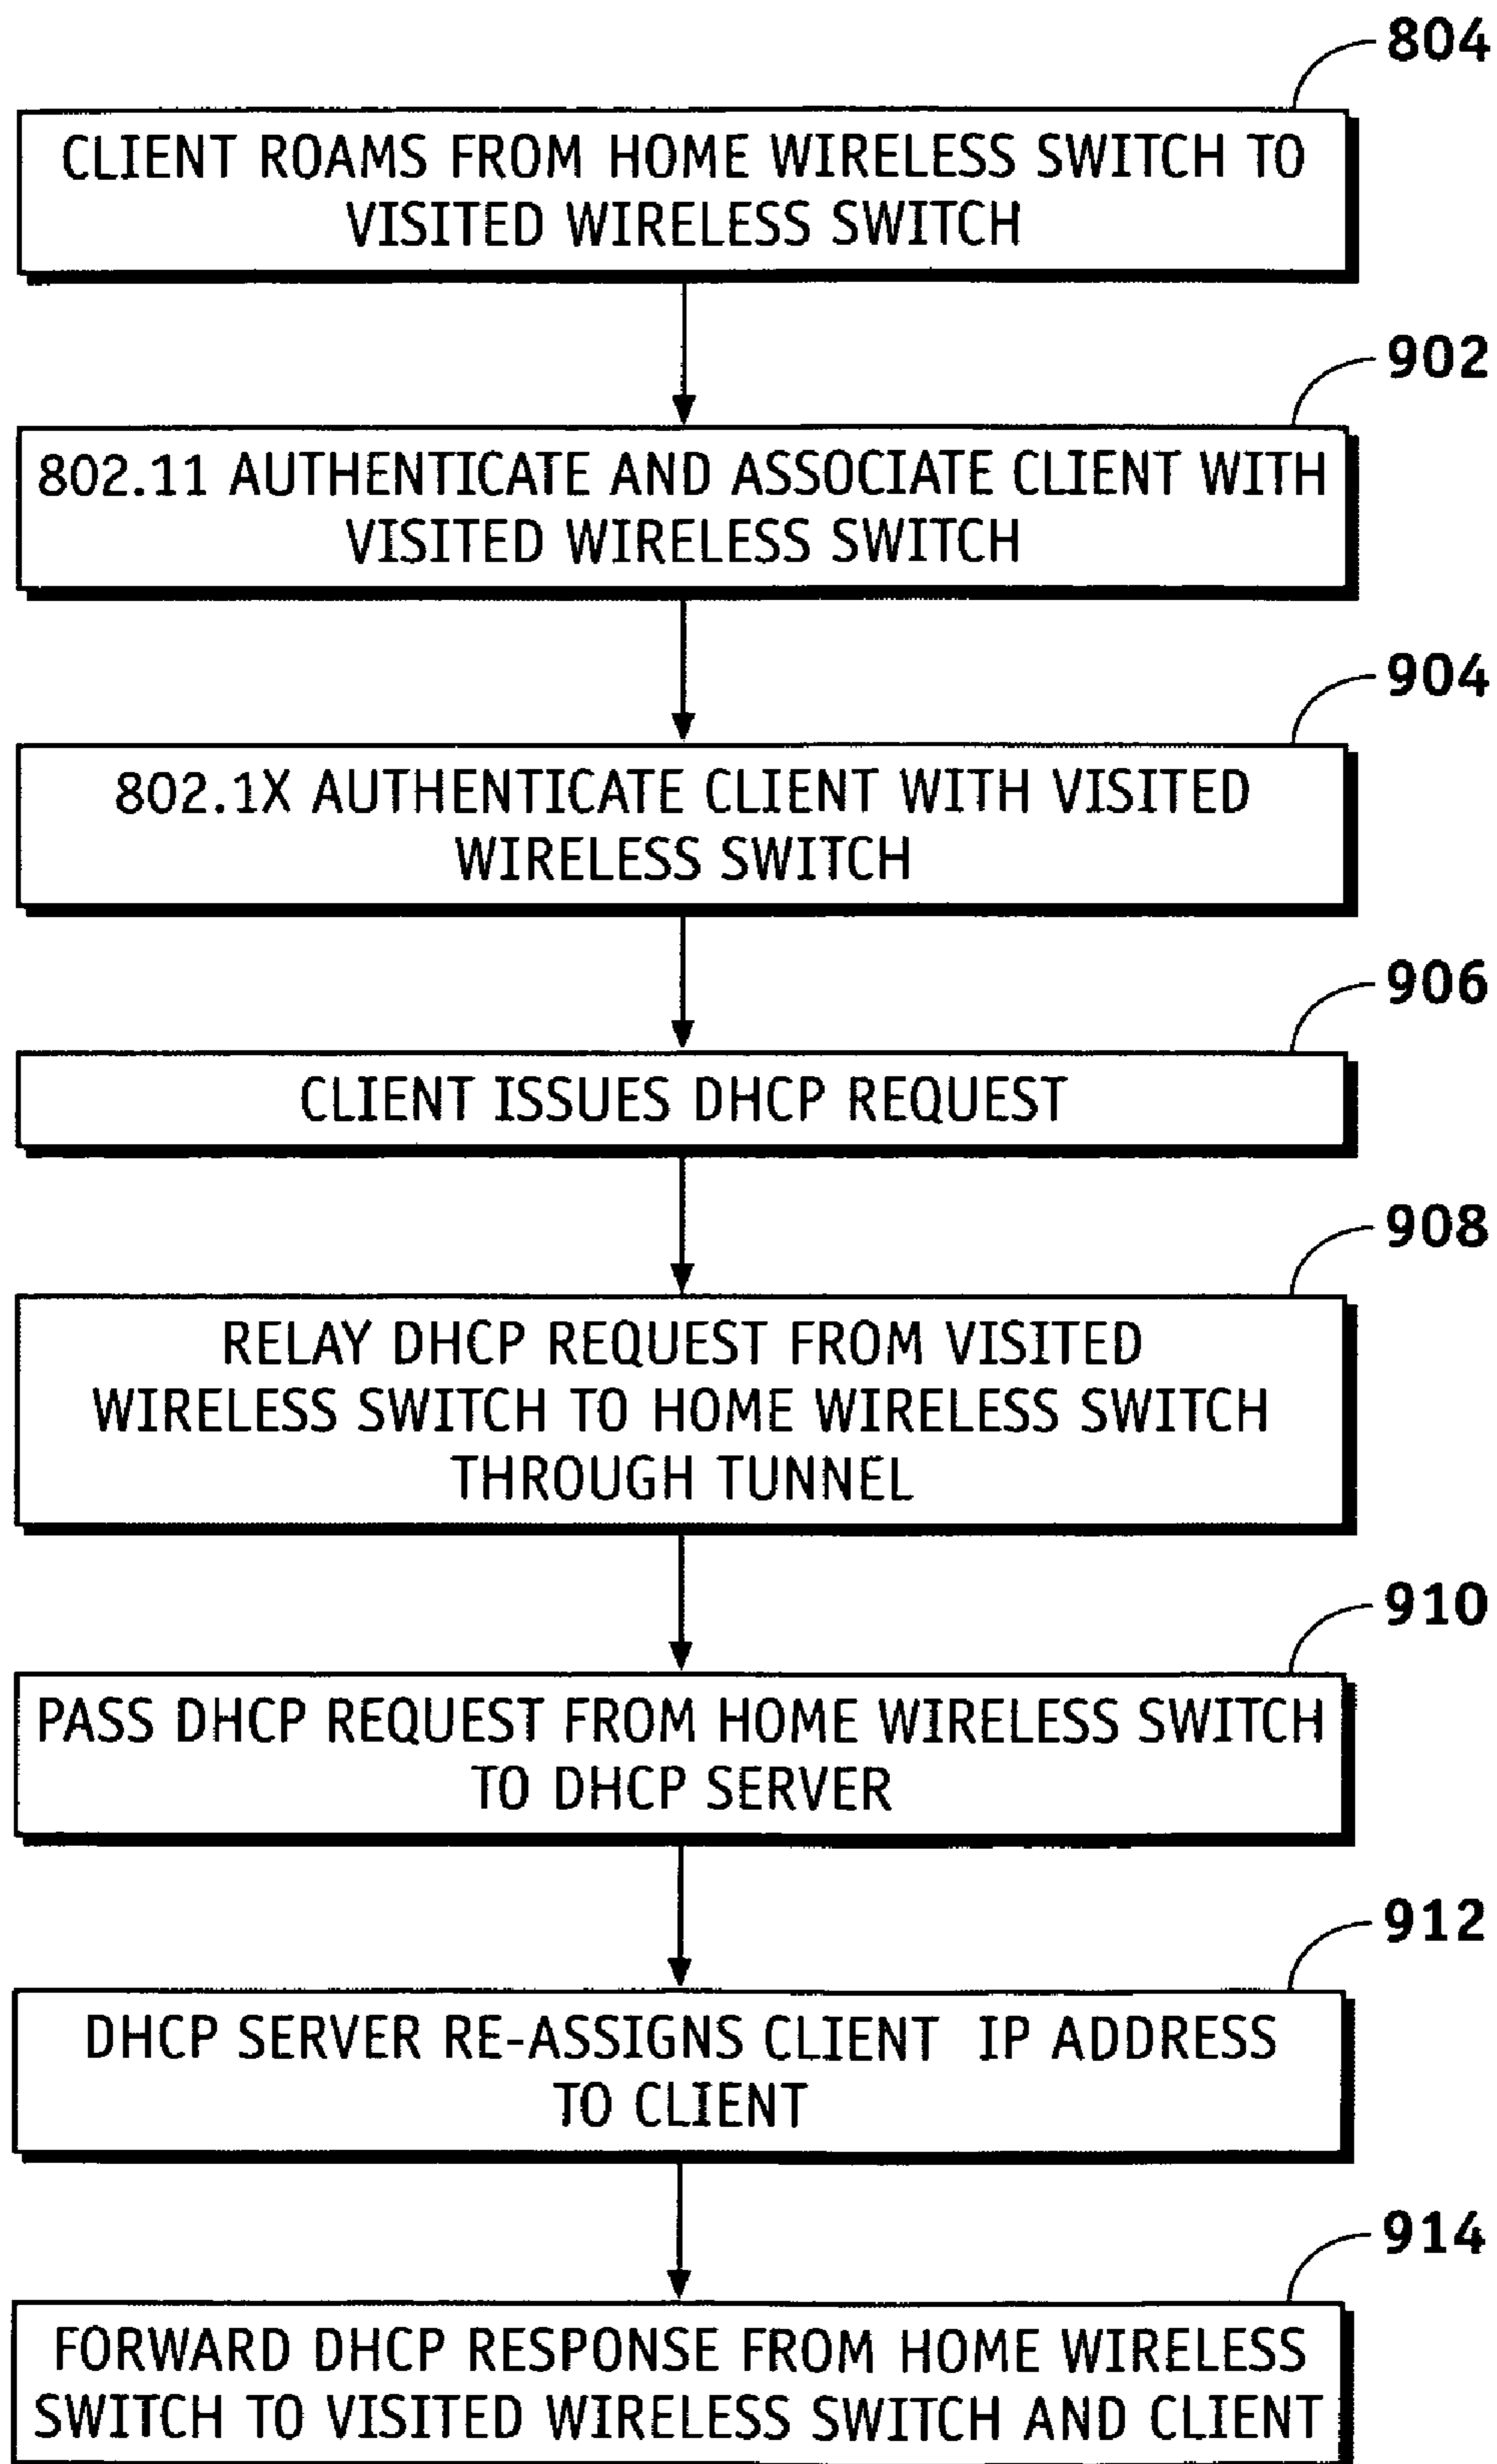 804
CLIENT ROAMS FROM HOME WIRELESS SWITCH TO
VISITED WIRELESS SWITCH
902
802.11 AUTHENTICATE AND ASSOCIATE CLIENT WITH
VISITED WIRELESS SWITCH
904
802.1X AUTHENTICATE CLIENT WITH VISITED
WIRELESS SWITCH
906
CLIENT ISSUES DHCP REQUEST
908
RELAY DHCP REQUEST FROM VISITED
WIRELESS SWITCH TO HOME WIRELESS SWITCH
THROUGH TUNNEL
910
PASS DHCP REQUEST FROM HOME WIRELESS SWITCH
TO DHCP SERVER
912
DHCP SERVER RE-ASSIGNS CLIENT IP ADDRESS
TO CLIENT
914
FORWARD DHCP RESPONSE FROM HOME WIRELESS
SWITCH TO VISITED WIRELESS SWITCH AND CLIENT